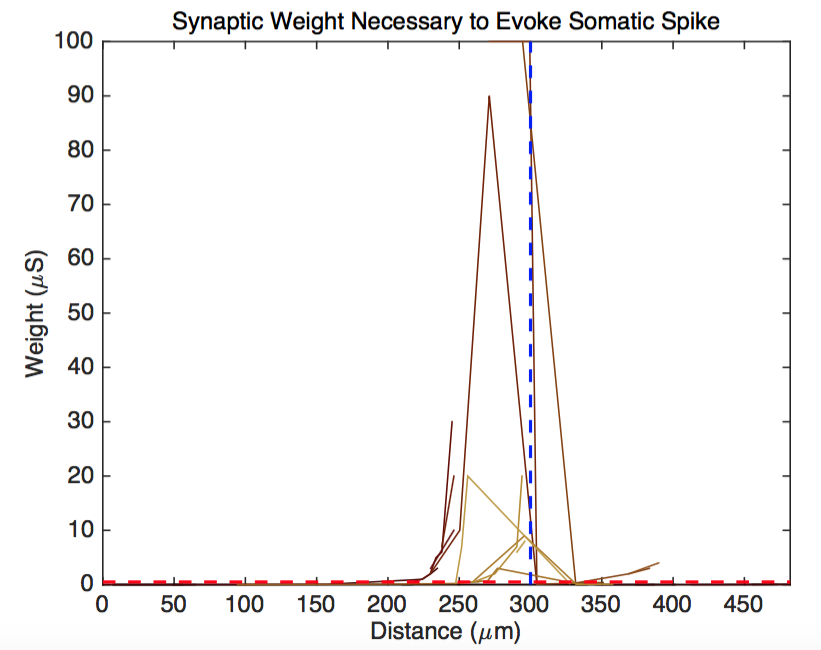 Synaptic Weight Necessary to Evoke Somatic Spike
100
90
80
70
60
50
40
30
20
10
0
Weight (μS)
0 50 100 150 200 250 300 350 400 450
Distance (μm)